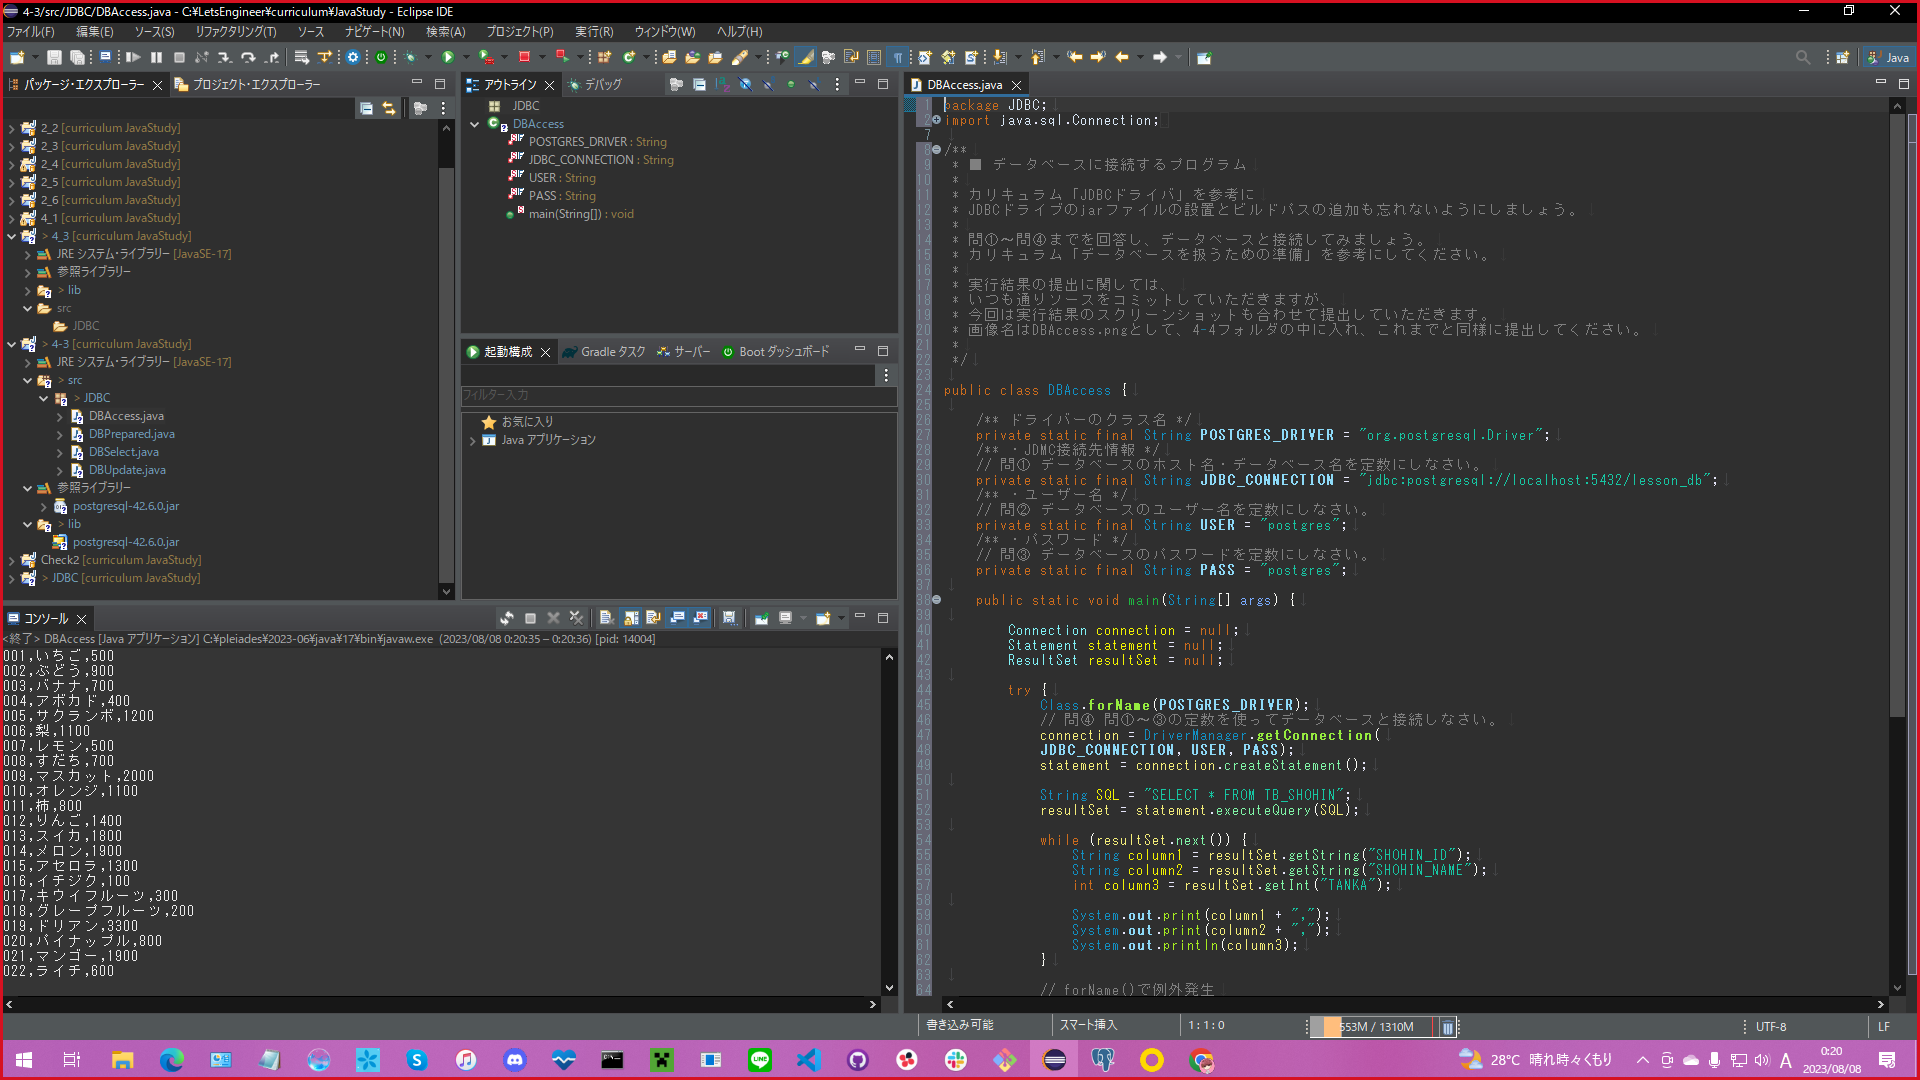 4-3/src/JDBC/DBAccess.java - C:¥LetsEngineer¥curriculum¥JavaStudy - Eclipse IDE
ファイル(F) 編集(E) ソース(S) リファクタリング(T) ソース ナビゲート(N) 検索(A) プロジェクト(P) 実行(R) ウィンドウ(W) ヘルプ(H)
Java
パッケージ・エクスプローラー プロジェクト・エクスプローラー
2_2 [curriculum JavaStudy]
2_3 [curriculum JavaStudy]
2_4 [curriculum JavaStudy]
2_5 [curriculum JavaStudy]
2_6 [curriculum JavaStudy]
4_1 [curriculum JavaStudy]
> 4_3 [curriculum JavaStudy]
JRE システム・ライブラリー [JavaSE-17]
参照ライブラリー
> lib
src
JDBC
> 4-3 [curriculum JavaStudy]
JRE システム・ライブラリー [JavaSE-17]
> src
> JDBC
DBAccess.java
DBPrepared.java
DBSelect.java
DBUpdate.java
参照ライブラリー
postgresql-42.6.0.jar
> lib
postgresql-42.6.0.jar
Check2 [curriculum JavaStudy]
> JDBC [curriculum JavaStudy]
アウトライン デバッグ
JDBC
DBAccess
POSTGRES_DRIVER : String
JDBC_CONNECTION : String
USER : String
PASS : String
main(String[]) : void
起動構成 Gradle タスク サーバー Boot ダッシュボード
フィルター入力
お気に入り
Java アプリケーション
コンソール
<終了> DBAccess [Java アプリケーション] C:¥pleiades¥2023-06¥java¥17¥bin¥javaw.exe (2023/08/08 0:20:35 – 0:20:36) [pid: 14004]
001,いちご,500
002,ぶどう,900
003,バナナ,700
004,アボカド,400
005,サクランボ,1200
006,梨,1100
007,レモン,500
008,すだち,700
009,マスカット,2000
010,オレンジ,1100
011,柿,800
012,りんご,1400
013,スイカ,1800
014,メロン,1900
015,アセロラ,1300
016,イチジク,100
017,キウイフルーツ,300
018,グレープフルーツ,200
019,ドリアン,3300
020,パイナップル,800
021,マンゴー,1900
022,ライチ,600
DBAccess.java
1 package JDBC;
2 import java.sql.Connection;
7
8 /**
9 * ■ データベースに接続するプログラム
10 *
11 * カリキュラム「JDBCドライバ」を参考に
12 * JDBCドライブのjarファイルの設置とビルドパスの追加も忘れないようにしましょう。
13 *
14 * 問①～問④までを回答し、データベースと接続してみましょう。
15 * カリキュラム「データベースを扱うための準備」を参考にしてください。
16 *
17 * 実行結果の提出に関しては、
18 * いつも通りソースをコミットしていただきますが、
19 * 今回は実行結果のスクリーンショットも合わせて提出していただきます。
20 * 画像名はDBAccess.pngとして、4-4フォルダの中に入れ、これまでと同様に提出してください。
21 *
22 */
23
24 public class DBAccess {
25
26 /** ドライバーのクラス名 */
27 private static final String POSTGRES_DRIVER = "org.postgresql.Driver";
28 /** ・JDMC接続先情報 */
29 // 問① データベースのホスト名・データベース名を定数にしなさい。
30 private static final String JDBC_CONNECTION = "jdbc:postgresql://localhost:5432/lesson_db";
31 /** ・ユーザー名 */
32 // 問② データベースのユーザー名を定数にしなさい。
33 private static final String USER = "postgres";
34 /** ・パスワード */
35 // 問③ データベースのパスワードを定数にしなさい。
36 private static final String PASS = "postgres";
37
38 public static void main(String[] args) {
39
40 Connection connection = null;
41 Statement statement = null;
42 ResultSet resultSet = null;
43
44 try {
45 Class.forName(POSTGRES_DRIVER);
46 // 問④ 問①～③の定数を使ってデータベースと接続しなさい。
47 connection = DriverManager.getConnection(
48 JDBC_CONNECTION, USER, PASS);
49 statement = connection.createStatement();
50
51 String SQL = "SELECT * FROM TB_SHOHIN";
52 resultSet = statement.executeQuery(SQL);
53
54 while (resultSet.next()) {
55 String column1 = resultSet.getString("SHOHIN_ID");
56 String column2 = resultSet.getString("SHOHIN_NAME");
57 int column3 = resultSet.getInt("TANKA");
58
59 System.out.print(column1 + ",");
60 System.out.print(column2 + ",");
61 System.out.println(column3);
62 }
63
64 // forName()で例外発生
書き込み可能 スマート挿入 1 : 1 : 0 553M / 1310M UTF-8 LF
28°C 晴れ時々くもり A 0:20
2023/08/08